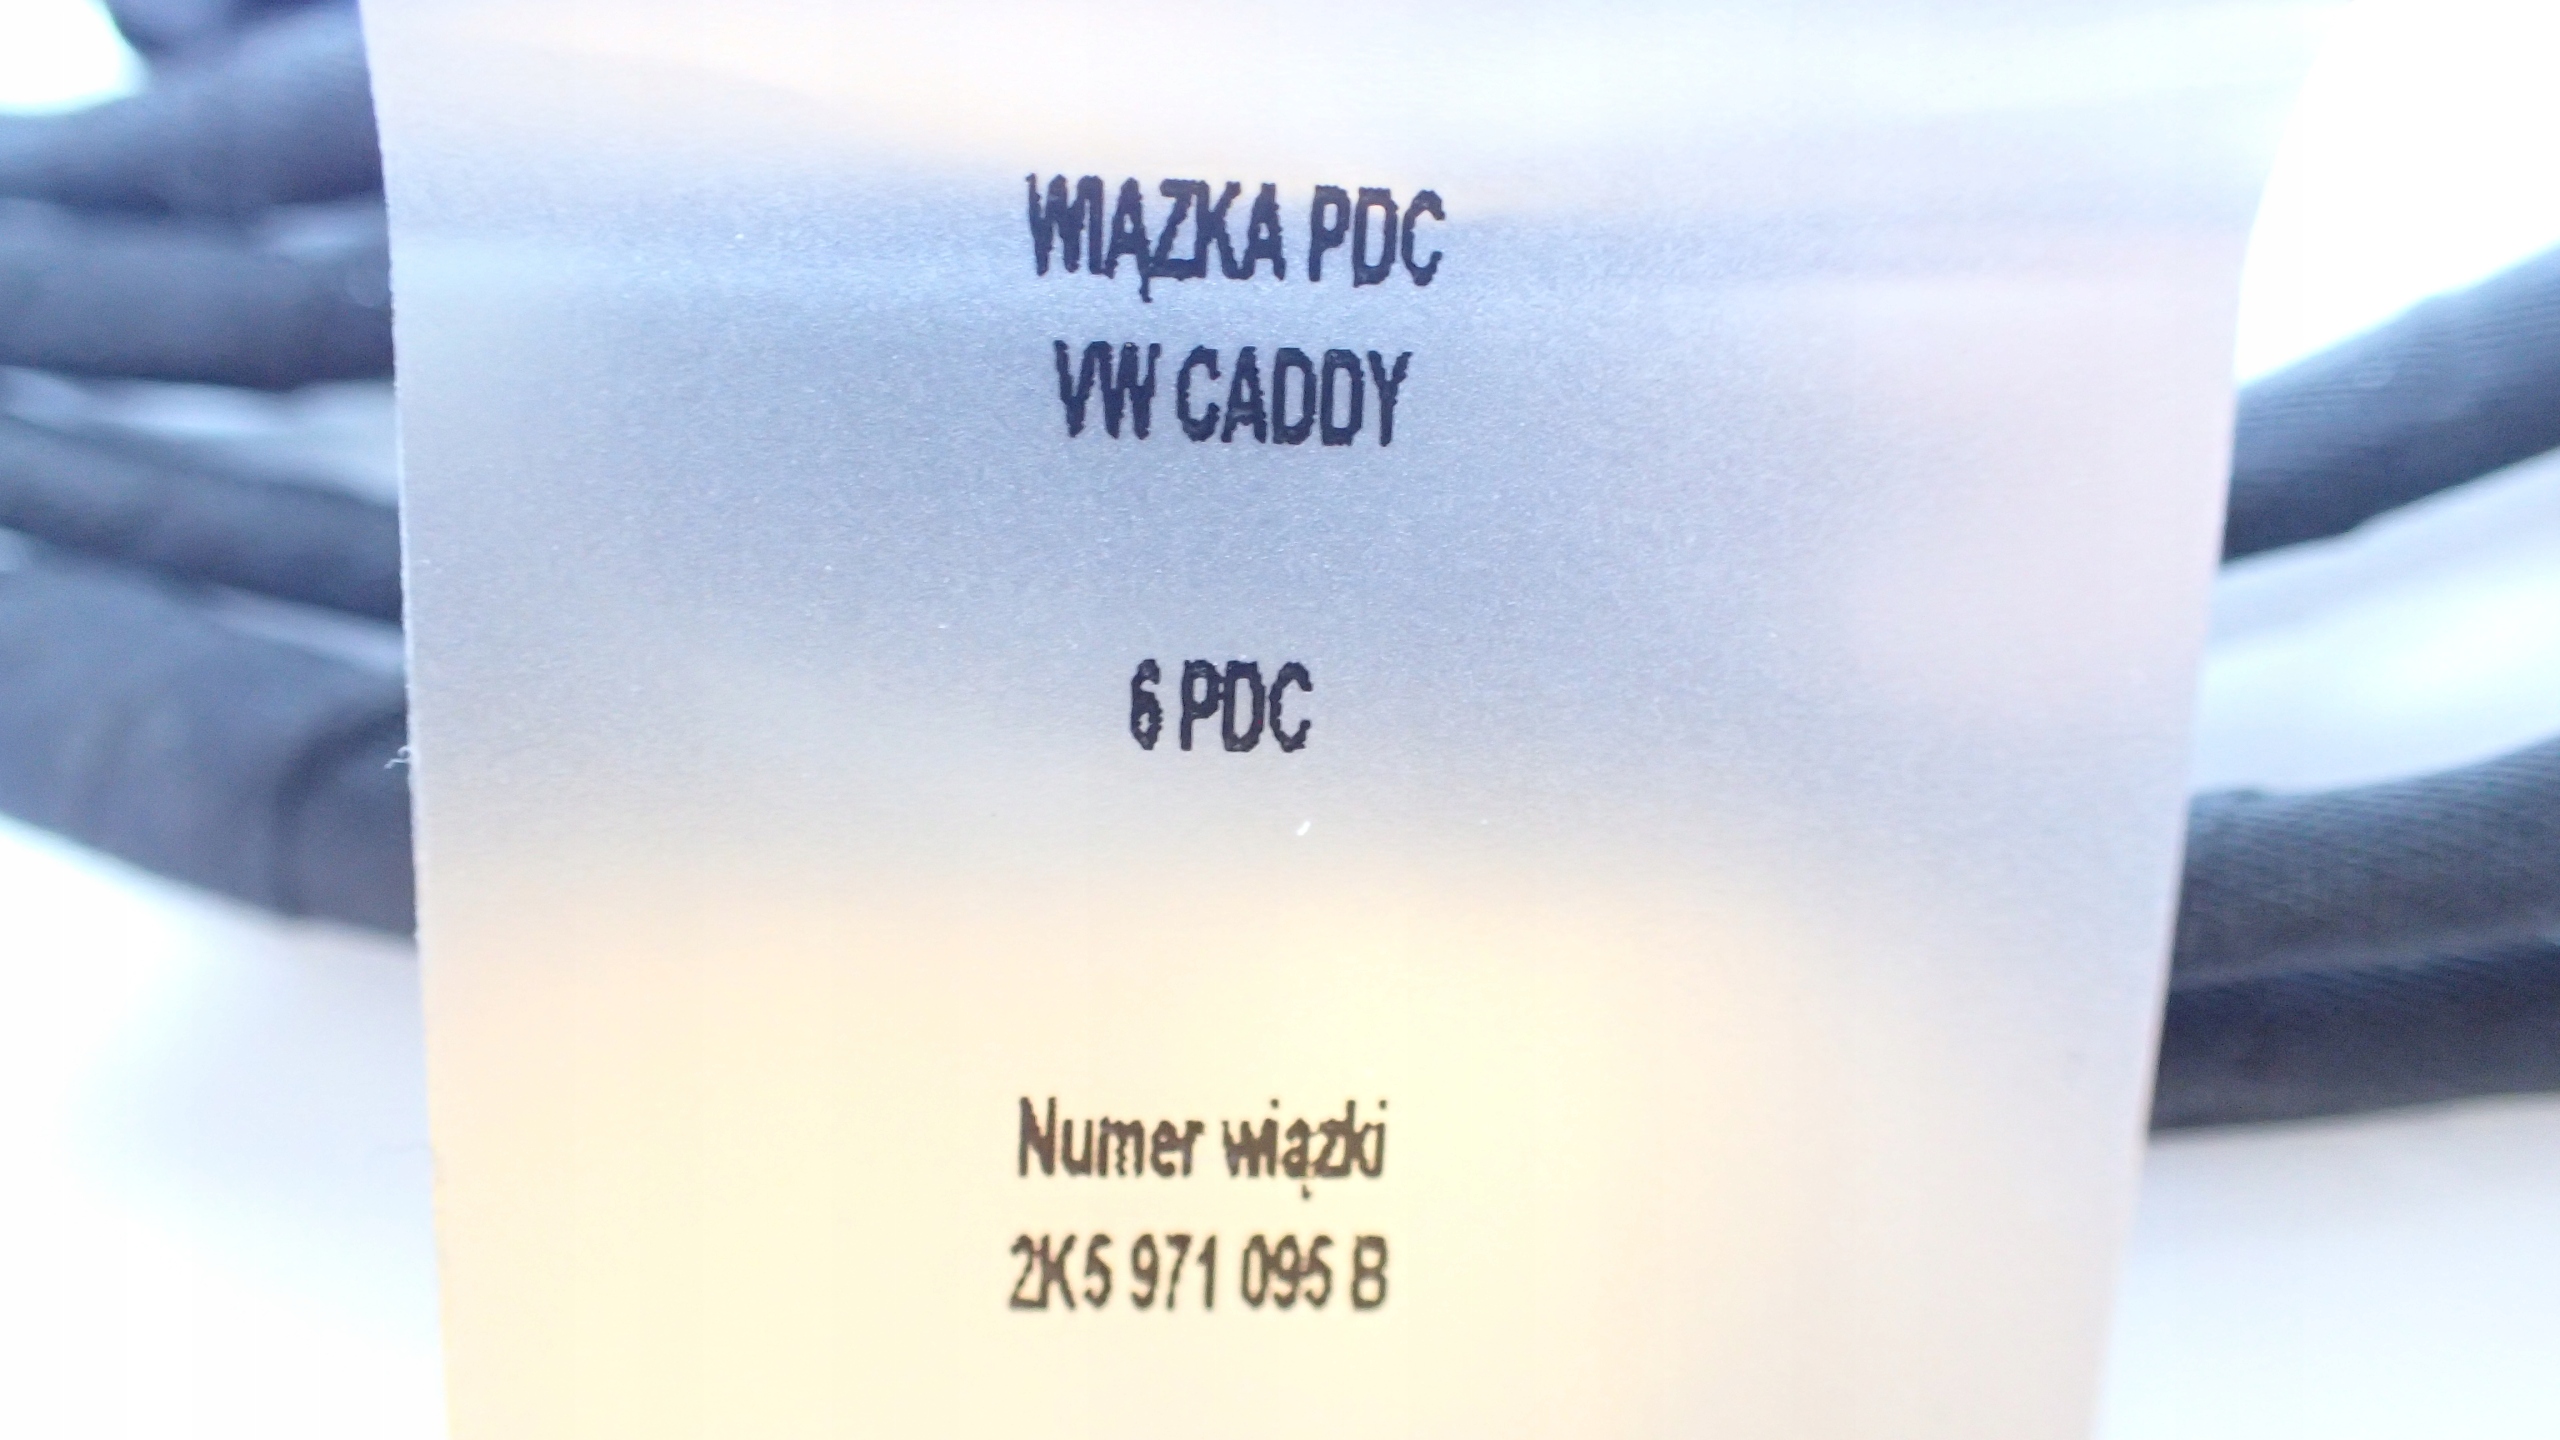 WIĄZKA PDC
VW CADDY
6 PDC
Numer wiązki
2K5 971 095 B